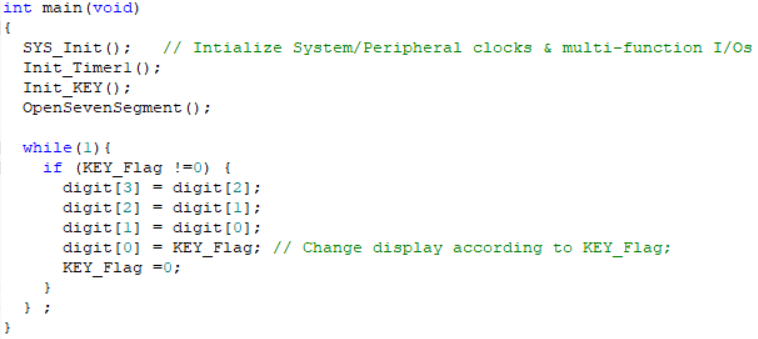 int main(void)
{
  SYS_Init();   // Intialize System/Peripheral clocks & multi-function I/Os
  Init_Timer1();
  Init_KEY();
  OpenSevenSegment();

  while(1){
    if (KEY_Flag !=0) {
      digit[3] = digit[2];
      digit[2] = digit[1];
      digit[1] = digit[0];
      digit[0] = KEY_Flag; // Change display according to KEY_Flag;
      KEY_Flag =0;
    }
  } ;
}